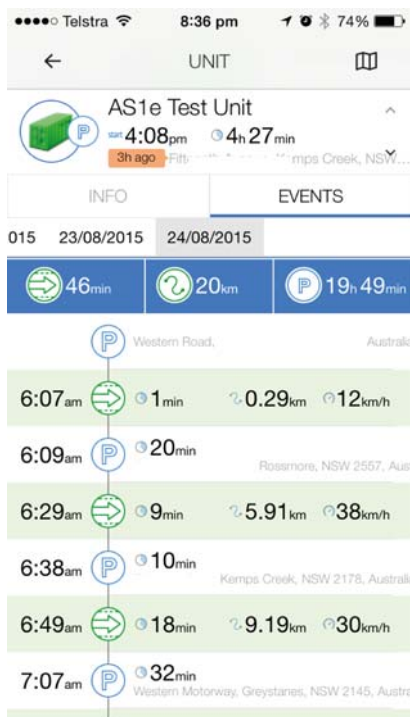 Telstra 8:36 pm 74%
UNIT
AS1e Test Unit
P start 4:08pm 4h 27min
3h ago Kemps Creek, NSW...
INFO EVENTS
015 23/08/2015 24/08/2015
46min 20km P 19h 49min
P Western Road, Australia
6:07am 1min 0.29km 12km/h
6:09am P 20min
Rossmore, NSW 2557, Aus
6:29am 9min 5.91km 38km/h
6:38am P 10min
Kemps Creek, NSW 2178, Australia
6:49am 18min 9.19km 30km/h
7:07am P 32min
Western Motorway, Greystanes, NSW 2145, Austra